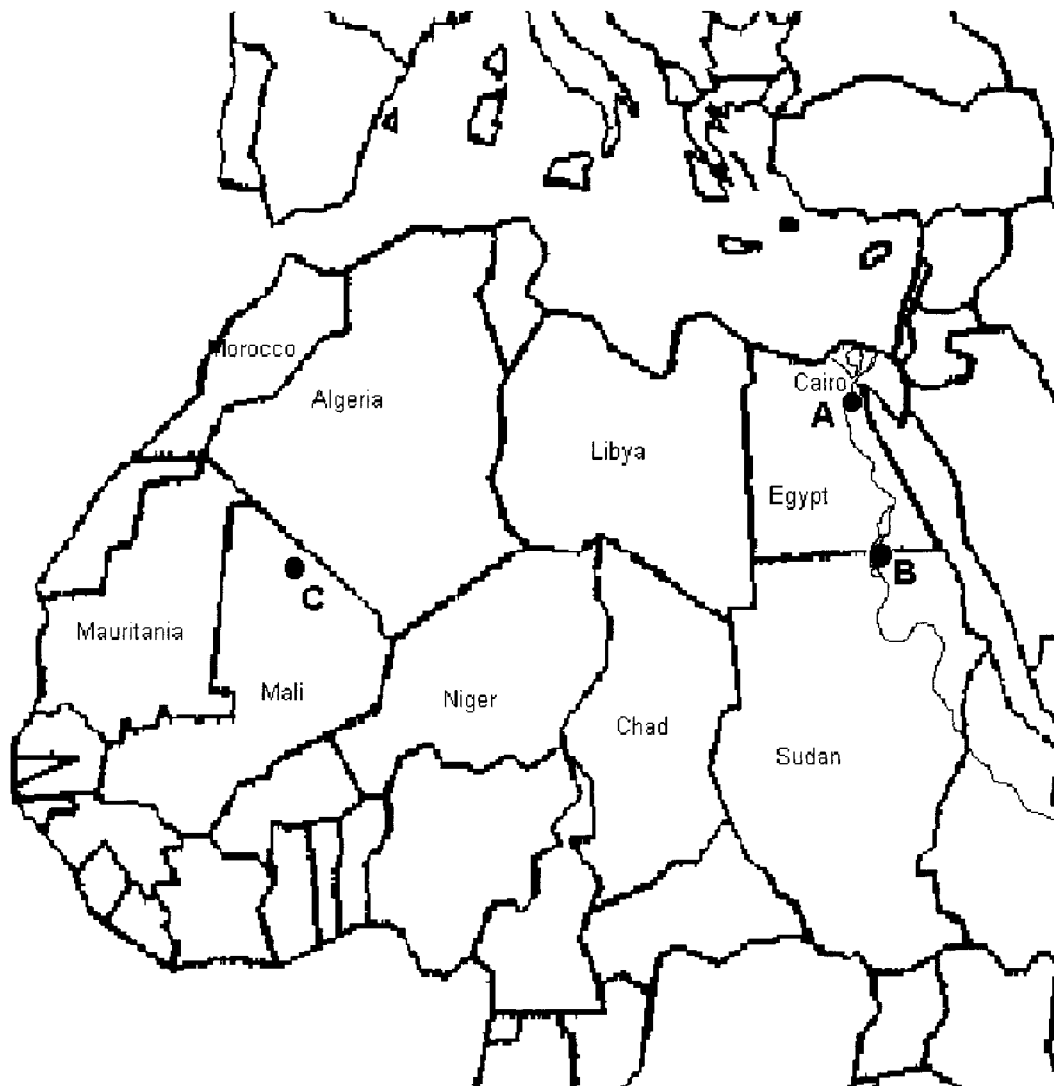 Morocco
Cairo
Algeria
A
Libya
Egypt
B
C
Mauritania
Mali
Niger
Chad
Sudan